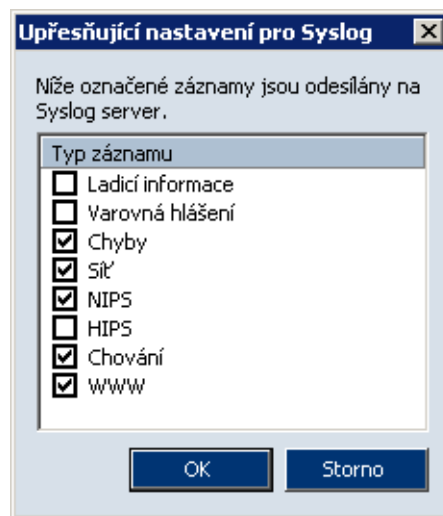 Upřesňující nastavení pro Syslog
Níže označené záznamy jsou odesílány na
Syslog server.
Typ záznamu
Ladicí informace
Varovná hlášení
Chyby
Síť
NIPS
HIPS
Chování
WWW
OK
Storno